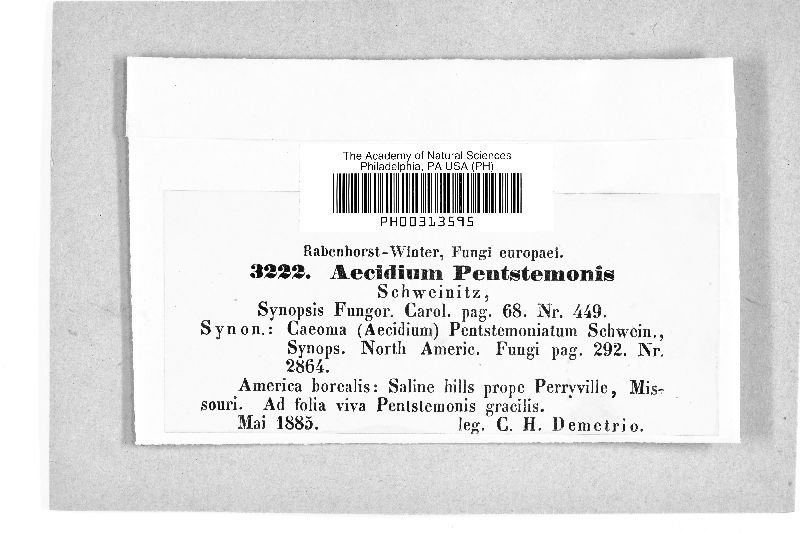 The Academy of Natural Sciences
Philadelphia, PA USA (PH)
PH00313595
Rabenhorst-Winter, Fungi europaei.
3222. Aecidium Pentstemonis
Schweinitz,
Synopsis Fungor. Carol. pag. 68. Nr. 449.
Synon.: Caeoma (Aecidium) Pentstemoniatum Schwein.,
Synops. North Americ. Fungi pag. 292. Nr.
2864.
America borealis: Saline hills prope Perryville, Mis-
souri. Ad folia viva Pentstemonis gracilis.
Mai 1885. leg. C. H. Demetrio.